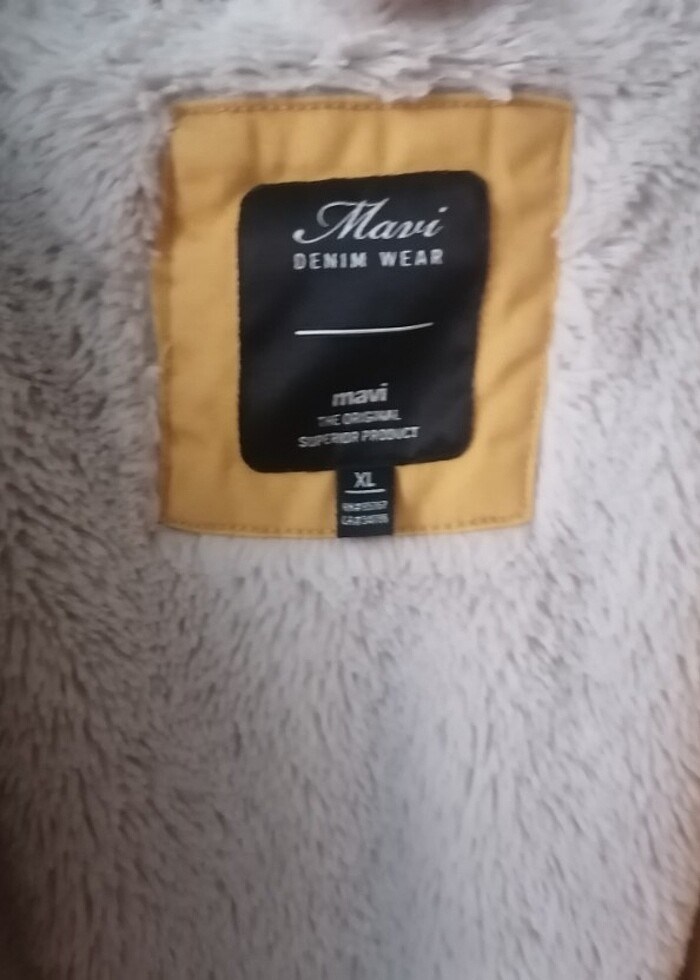 Mavi
DENIM WEAR
mavi
THE ORIGINAL
SUPERIOR PRODUCT
XL